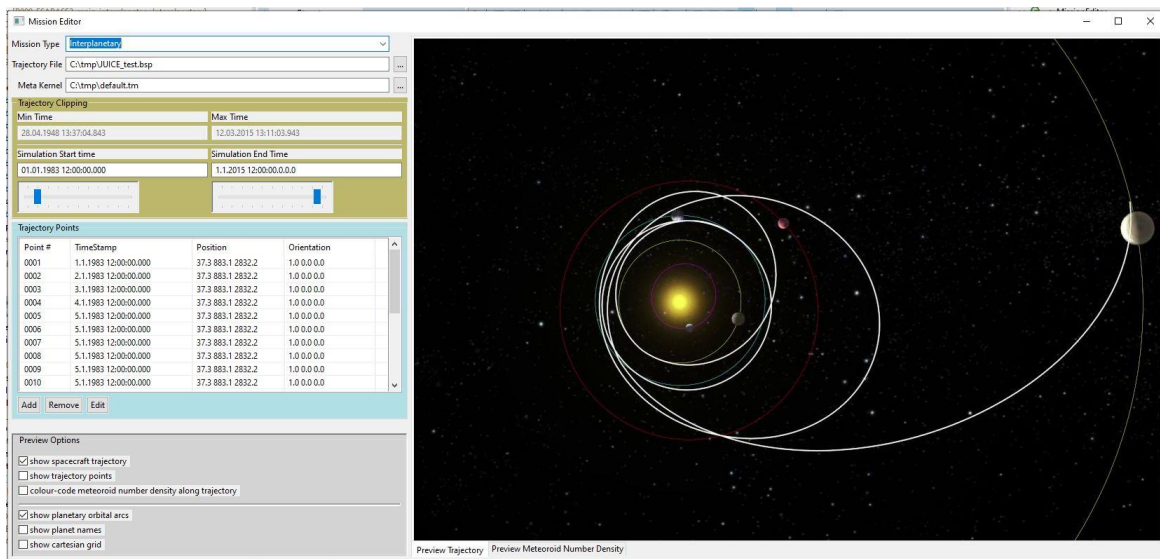 Mission Editor
Mission Type Interplanetary
Trajectory File C:\tmp\JUICE_test.bsp ...
Meta Kernel C:\tmp\default.tm ...
Trajectory Clipping
Min Time Max Time
28.04.1948 13:37:04.843 12.03.2015 13:11:03.943
Simulation Start time Simulation End Time
01.01.1983 12:00:00.000 1.1.2015 12:00:00.0.0.0
Trajectory Points
Point # TimeStamp Position Orientation
0001 1.1.1983 12:00:00.000 37.3 883.1 2832.2 1.0 0.0 0.0
0002 2.1.1983 12:00:00.000 37.3 883.1 2832.2 1.0 0.0 0.0
0003 3.1.1983 12:00:00.000 37.3 883.1 2832.2 1.0 0.0 0.0
0004 4.1.1983 12:00:00.000 37.3 883.1 2832.2 1.0 0.0 0.0
0005 5.1.1983 12:00:00.000 37.3 883.1 2832.2 1.0 0.0 0.0
0006 5.1.1983 12:00:00.000 37.3 883.1 2832.2 1.0 0.0 0.0
0007 5.1.1983 12:00:00.000 37.3 883.1 2832.2 1.0 0.0 0.0
0008 5.1.1983 12:00:00.000 37.3 883.1 2832.2 1.0 0.0 0.0
0009 5.1.1983 12:00:00.000 37.3 883.1 2832.2 1.0 0.0 0.0
0010 5.1.1983 12:00:00.000 37.3 883.1 2832.2 1.0 0.0 0.0
Add Remove Edit
Preview Options
show spacecraft trajectory
show trajectory points
colour-code meteoroid number density along trajectory
show planetary orbital arcs
show planet names
show cartesian grid
Preview Trajectory Preview Meteoroid Number Density